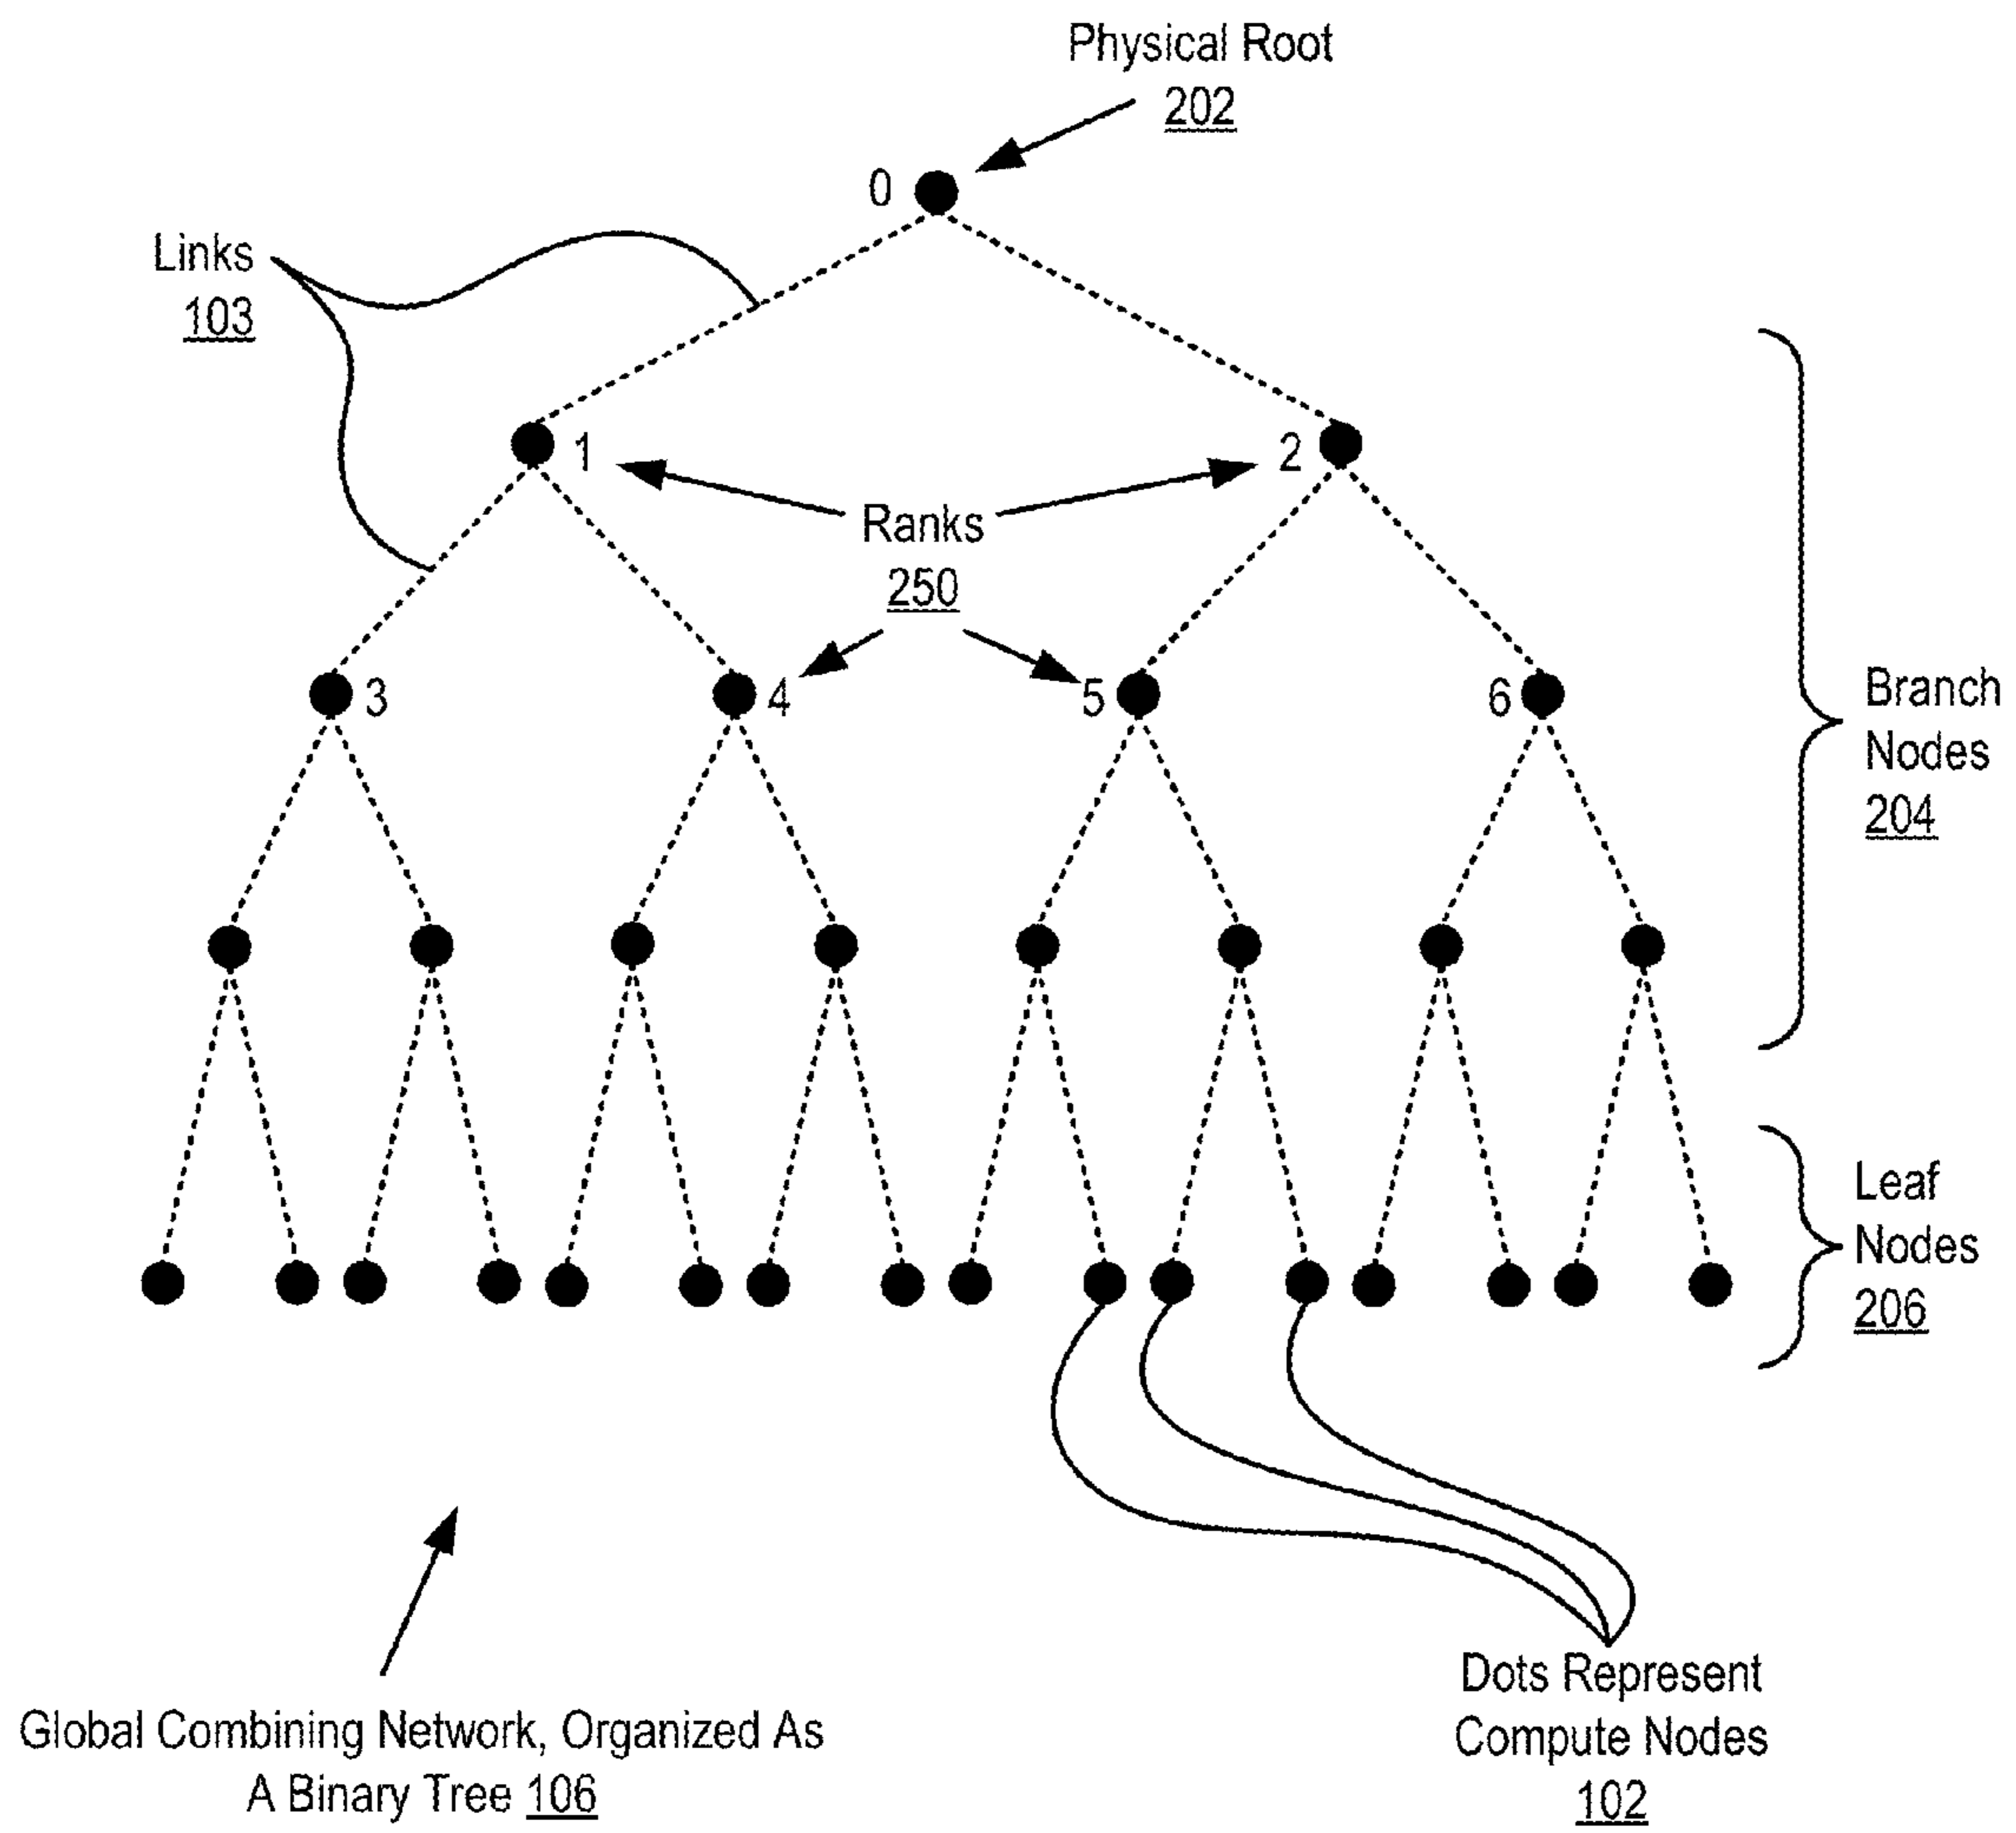 Physical Root
202
0
Links
103
1
2
Ranks
250
3
4
5
6
Branch
Nodes
204
Leaf
Nodes
206
Global Combining Network, Organized As
A Binary Tree 106
Dots Represent
Compute Nodes
102